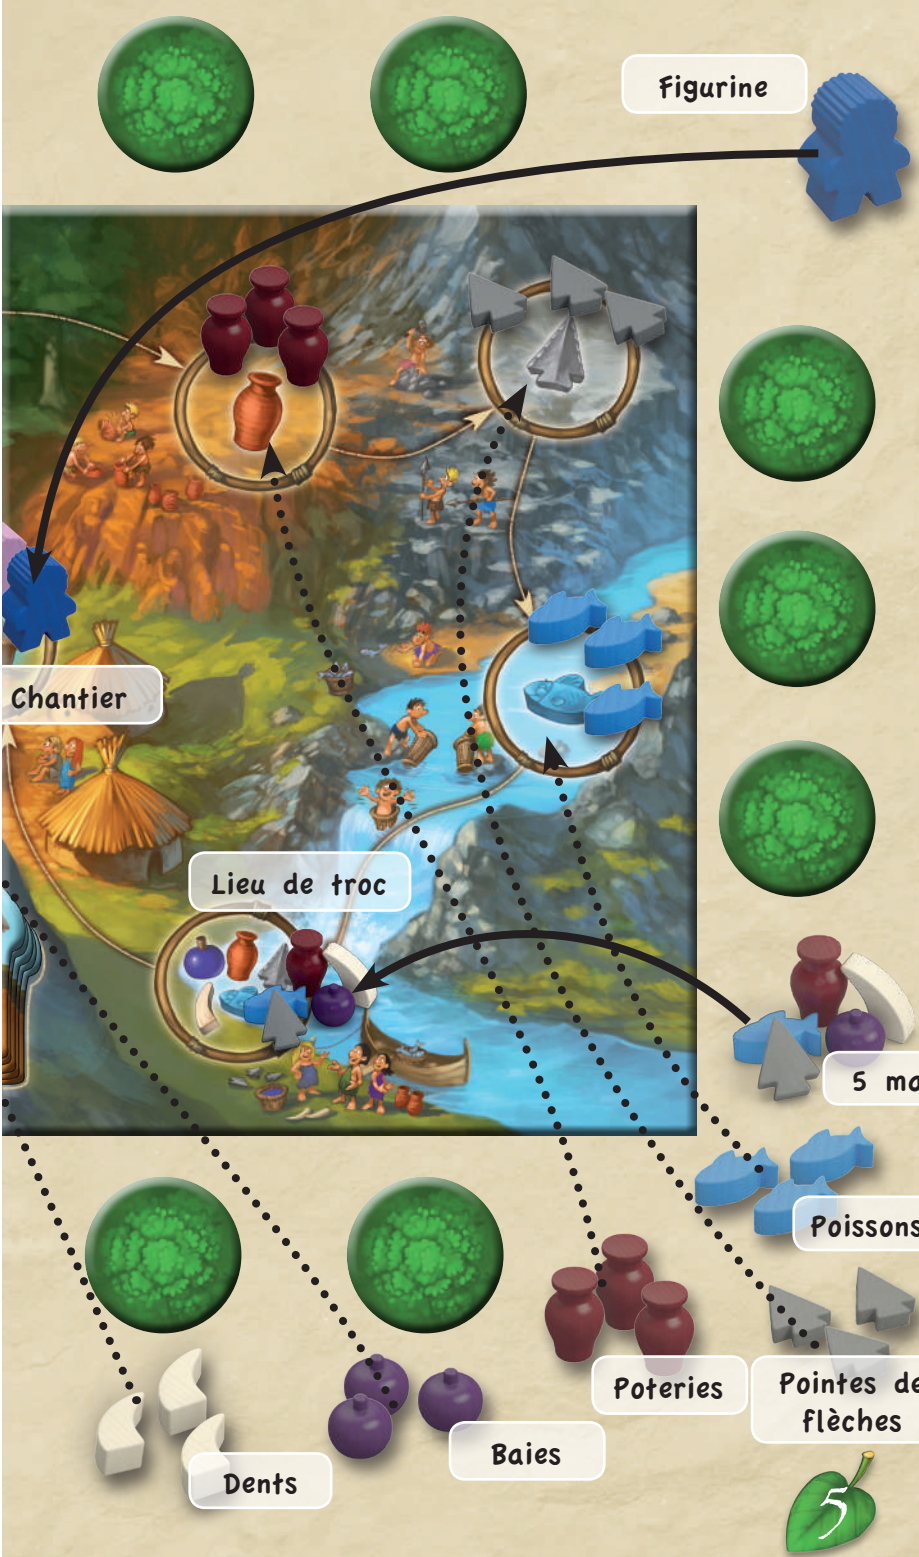 Figurine
Chantier
Lieu de troc
5 ma
Poissons
Poteries
Pointes de
flèches
Baies
Dents
5